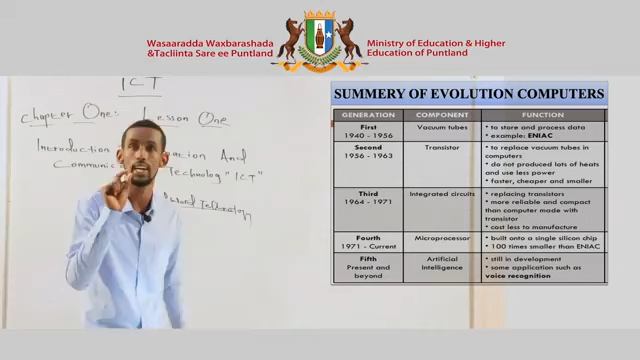 Wasaaradda Waxbarashada
&Tacliinta Sare ee Puntland
Ministry of Education & Higher
Education of Puntland
ICT
Chapter One: Lesson One
Introduction And
Technolog "ICT"
SUMMERY OF EVOLUTION COMPUTERS
GENERATION COMPONENT FUNCTION
First
1940 - 1956
Vacuum tubes
• to store and process data
• example: ENIAC
Second
1956 - 1963
Transistor
• to replace vacuum tubes in
computers
• do not produced lots of heats
and use less power
• faster, cheaper and smaller
Third
1964 - 1971
Integrated circuits
• replacing transistors
• more reliable and compact
than computer made with
transistor
• cost less to manufacture
Fourth
1971 - Current
Microprocessor
• built onto a single silicon chip
• 100 times smaller than ENIAC
Fifth
Present and
beyond
Artificial
Intelligence
• still in development
• some application such as
voice recognition